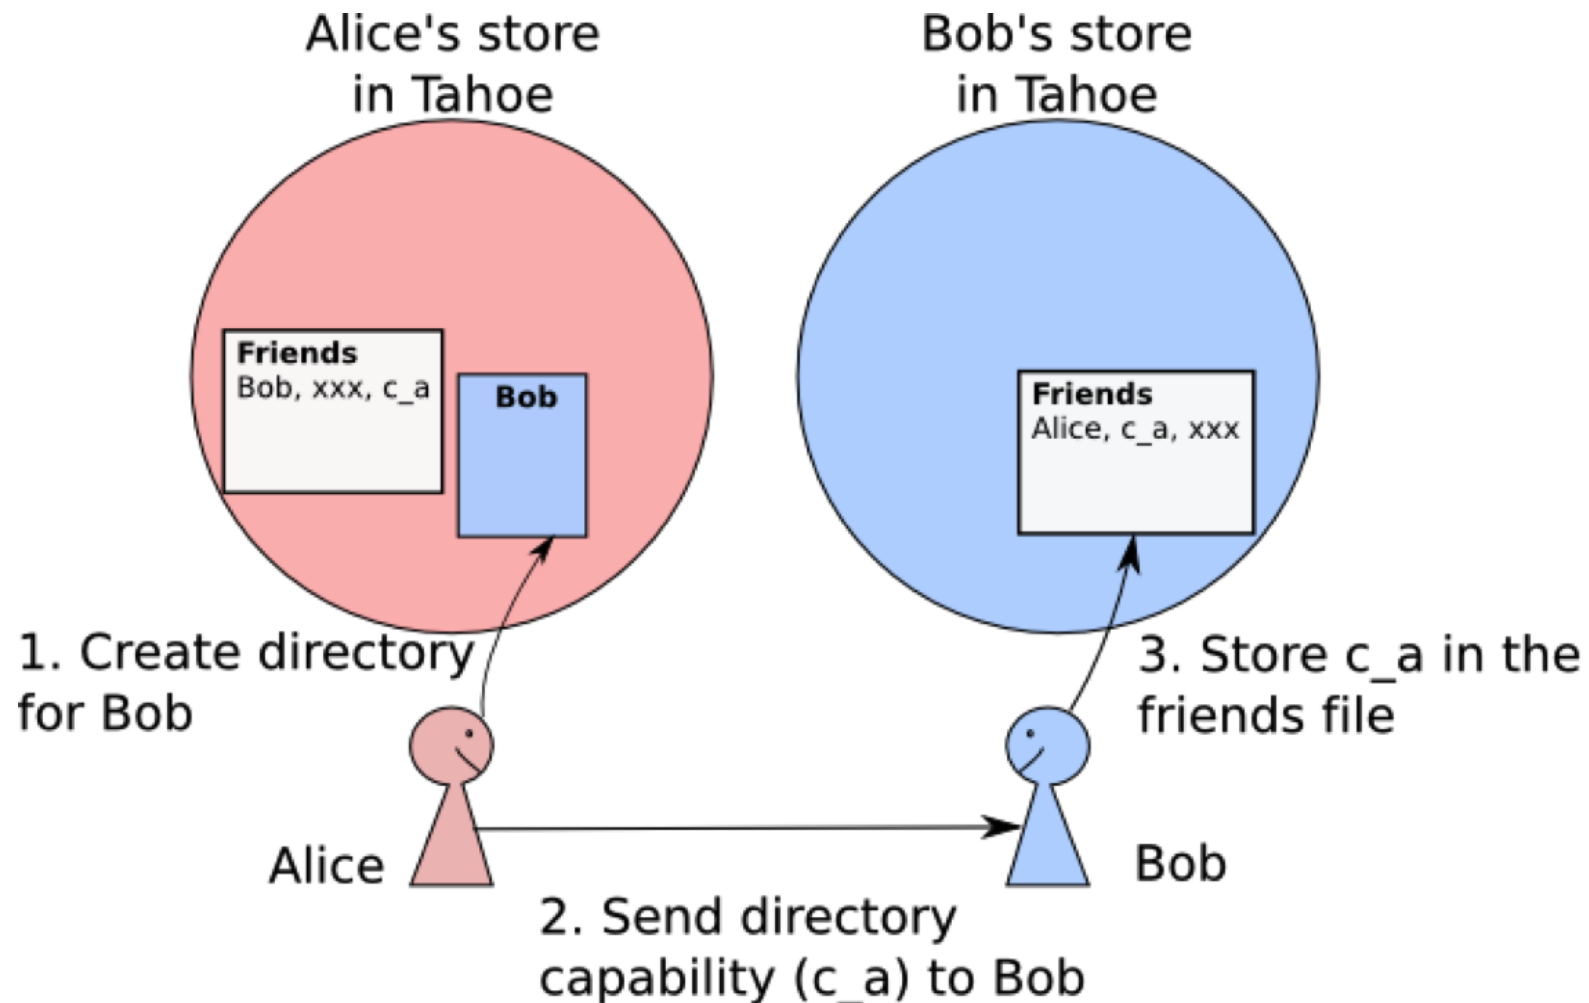 Alice's store
in Tahoe
Bob's store
in Tahoe
Friends
Bob, xxx, c_a
Bob
Friends
Alice, c_a, xxx
1. Create directory
for Bob
3. Store c_a in the
friends file
Alice
Bob
2. Send directory
capability (c_a) to Bob